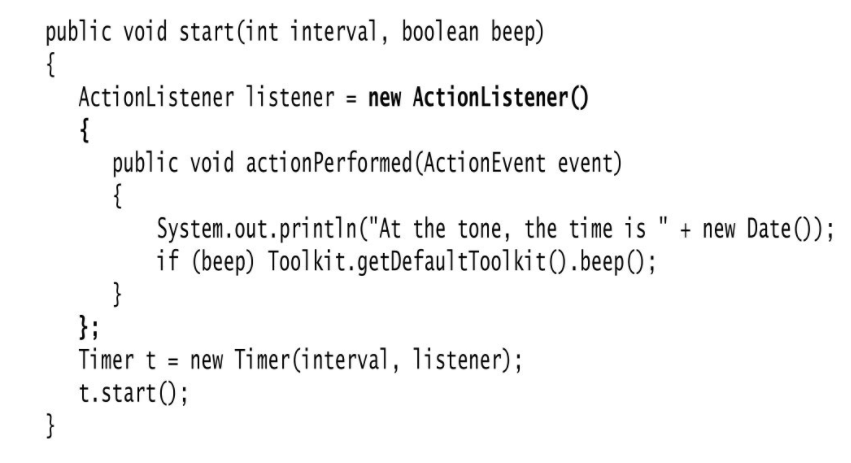 public void start(int interval, boolean beep)
{
ActionListener listener = new ActionListener()
{
public void actionPerformed(ActionEvent event)
{
System.out.println("At the tone, the time is " + new Date());
if (beep) Toolkit.getDefaultToolkit().beep();
}
};
Timer t = new Timer(interval, listener);
t.start();
}